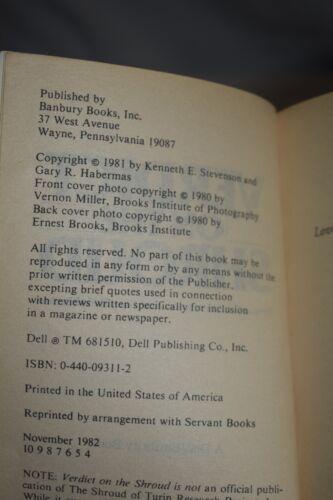 Published by
Banbury Books, Inc.
37 West Avenue
Wayne, Pennsylvania 19087
Copyright © 1981 by Kenneth E. Stevenson and
Gary R. Habermas
Front cover photo copyright © 1980 by
Vernon Miller, Brooks Institute of Photography
Back cover photo copyright © 1980 by
Ernest Brooks, Brooks Institute
All rights reserved. No part of this book may be
reproduced in any form or by any means without the
prior written permission of the Publisher,
excepting brief quotes used in connection
with reviews written specifically for inclusion
in a magazine or newspaper.
Dell ® TM 681510, Dell Publishing Co., Inc.
ISBN: 0-440-09311-2
Printed in the United States of America
Reprinted by arrangement with Servant Books
November 1982
10 9 8 7 6 5 4
NOTE: Verdict on the Shroud is not an official publi-
cation of The Shroud of Turin Research